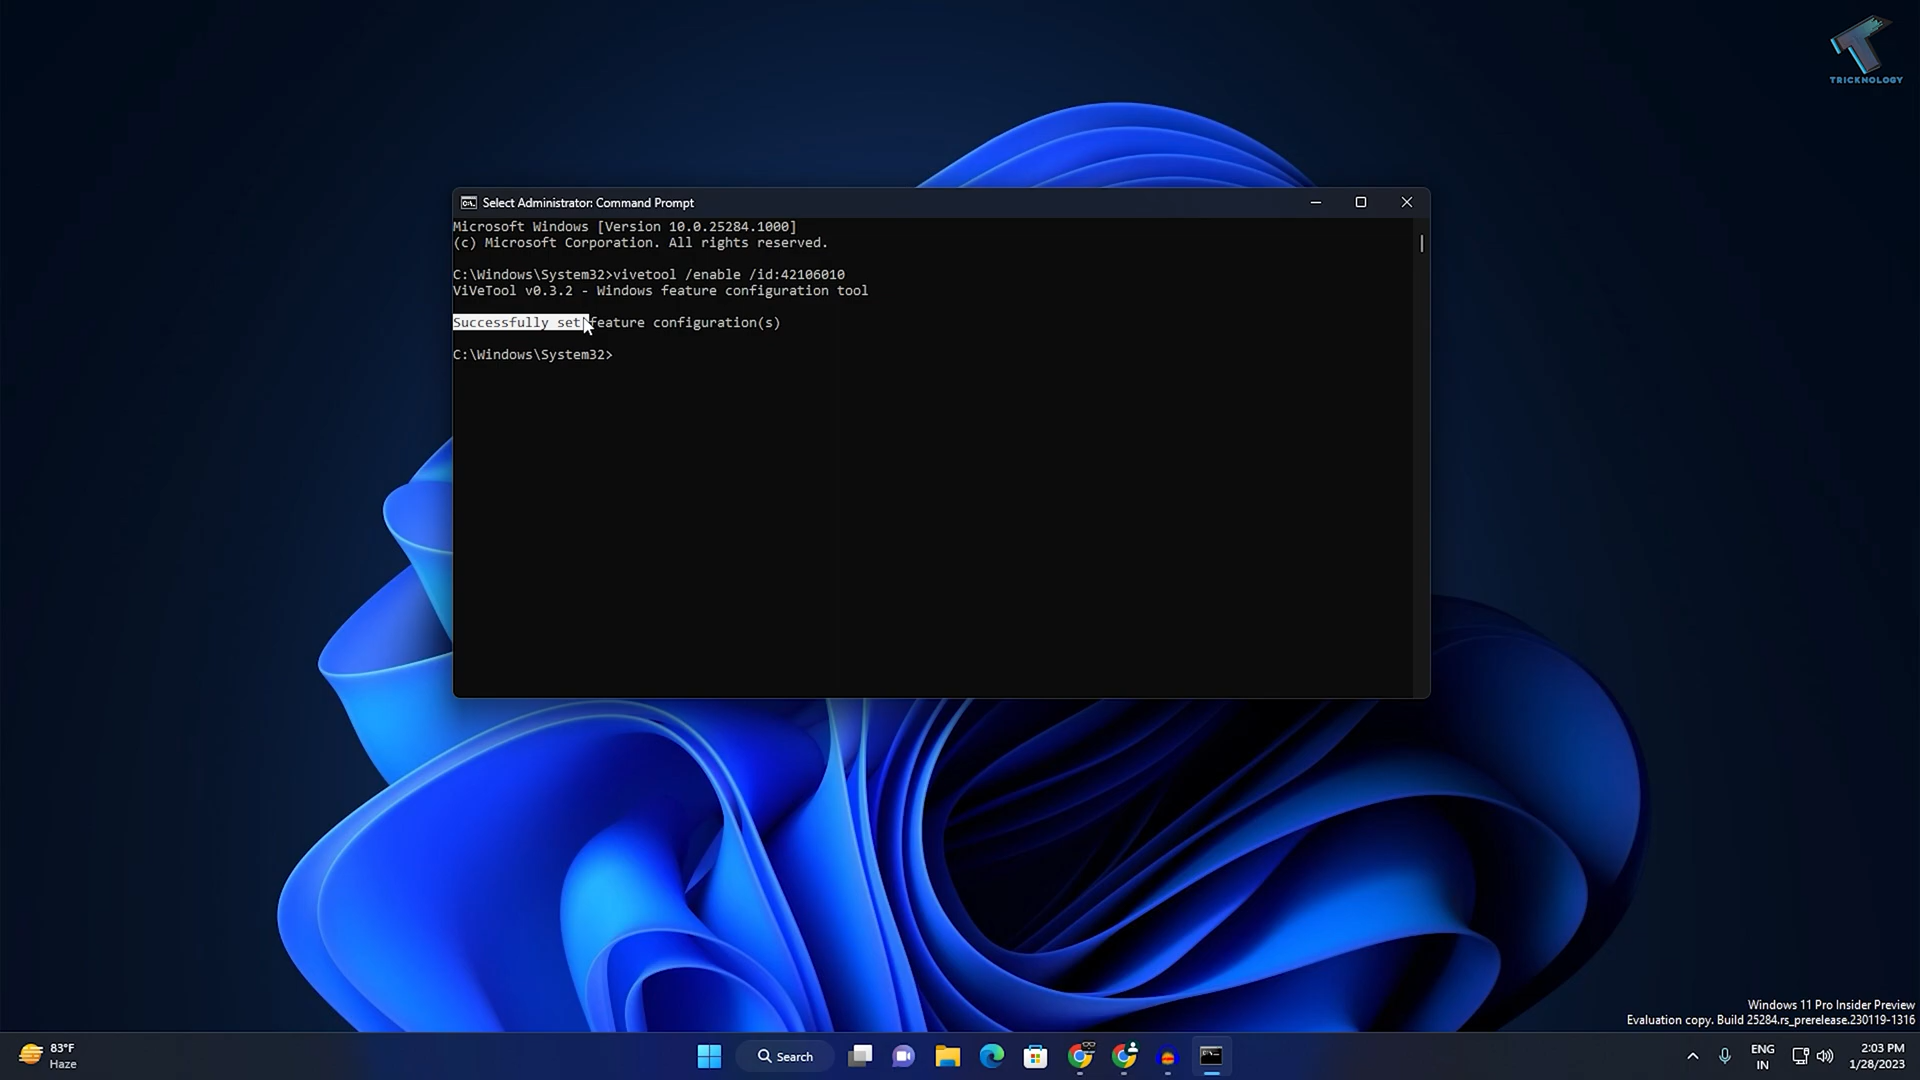 TRICKNOLOGY
Select Administrator: Command Prompt
Microsoft Windows [Version 10.0.25284.1000]
(c) Microsoft Corporation. All rights reserved.
C:\Windows\System32>vivetool /enable /id:42106010
ViVeTool v0.3.2 - Windows feature configuration tool
Successfully set feature configuration(s)
C:\Windows\System32>
Windows 11 Pro Insider Preview
Evaluation copy. Build 25284.rs_prerelease.230119-1316
83°F
Haze
Search
ENG
IN
2:03 PM
1/28/2023